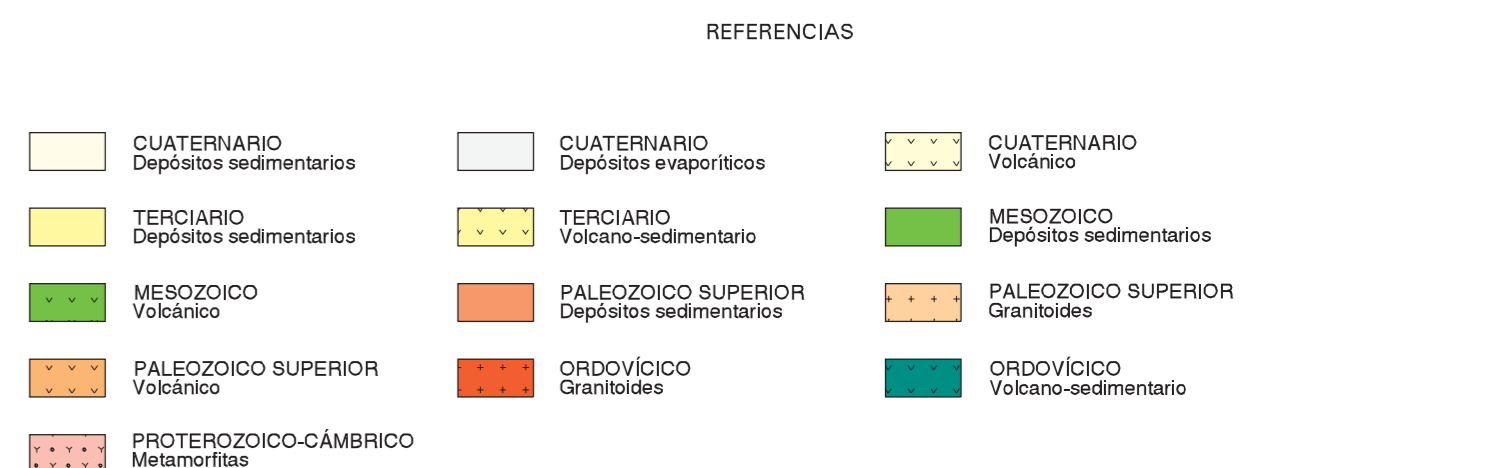 REFERENCIAS
CUATERNARIO
Depósitos sedimentarios
CUATERNARIO
Depósitos evaporíticos
CUATERNARIO
Volcánico
TERCIARIO
Depósitos sedimentarios
TERCIARIO
Volcano-sedimentario
MESOZOICO
Depósitos sedimentarios
MESOZOICO
Volcánico
PALEOZOICO SUPERIOR
Depósitos sedimentarios
PALEOZOICO SUPERIOR
Granitoides
PALEOZOICO SUPERIOR
Volcánico
ORDOVÍCICO
Granitoides
ORDOVÍCICO
Volcano-sedimentario
PROTEROZOICO-CÁMBRICO
Metamorfitas